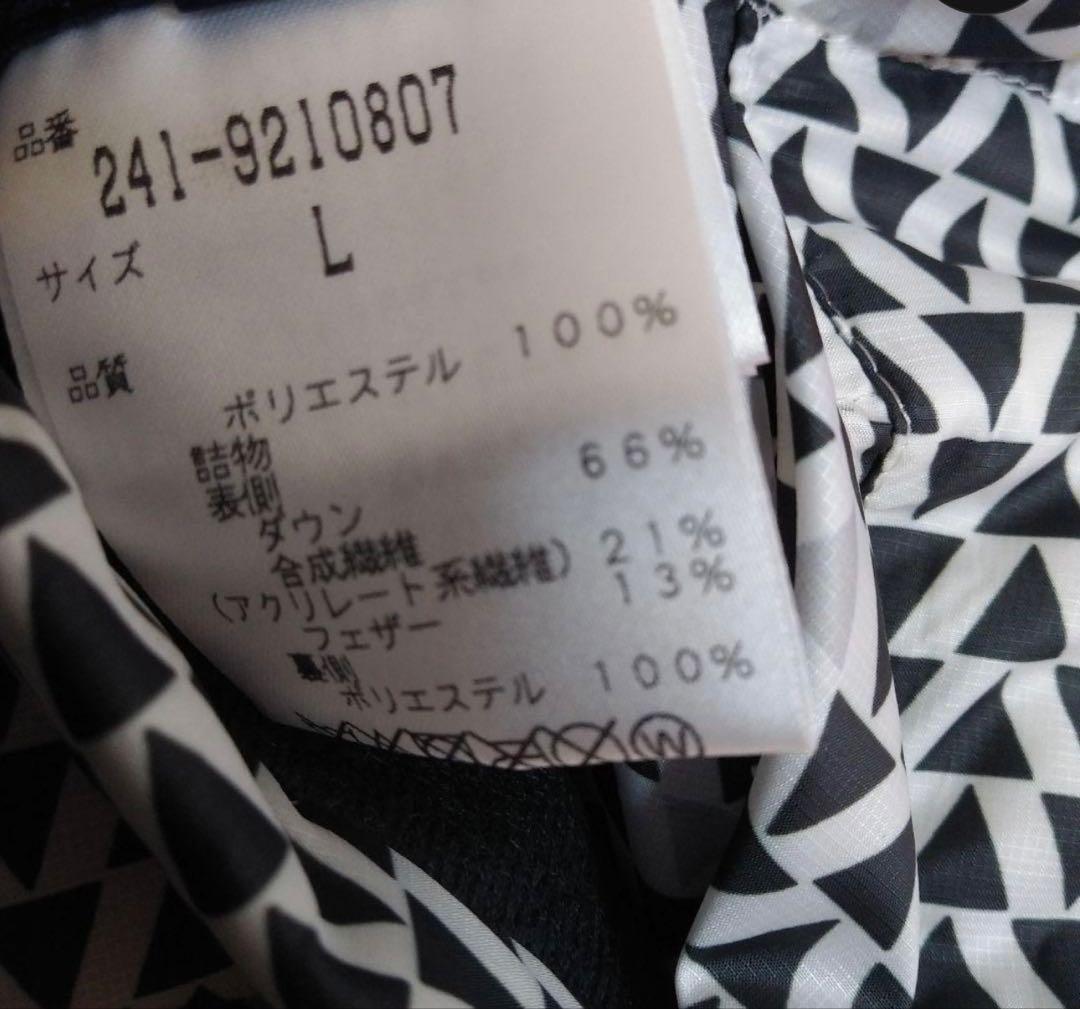 品番
241-9210807
サイズ L
品質
ポリエステル 100%
詰物
表側
ダウン 66%
合成繊維
(アクリレート系繊維) 21%
フェザー 13%
裏側
ポリエステル 100%
W